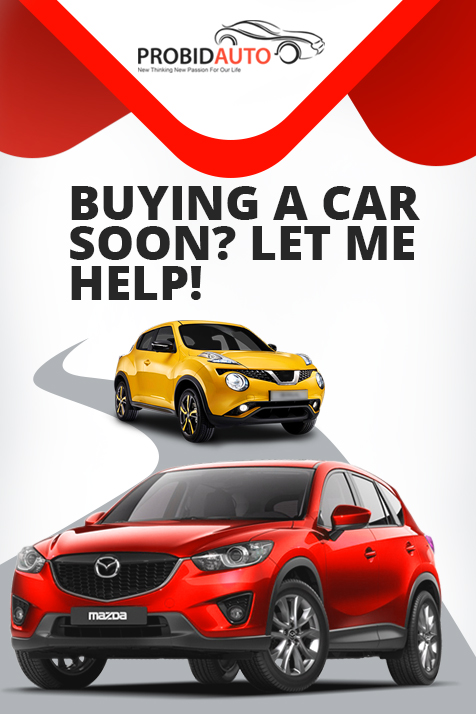 PROBIDAUTO
New Thinking New Passion For Our Life
BUYING A CAR
SOON? LET ME
HELP!
mazda